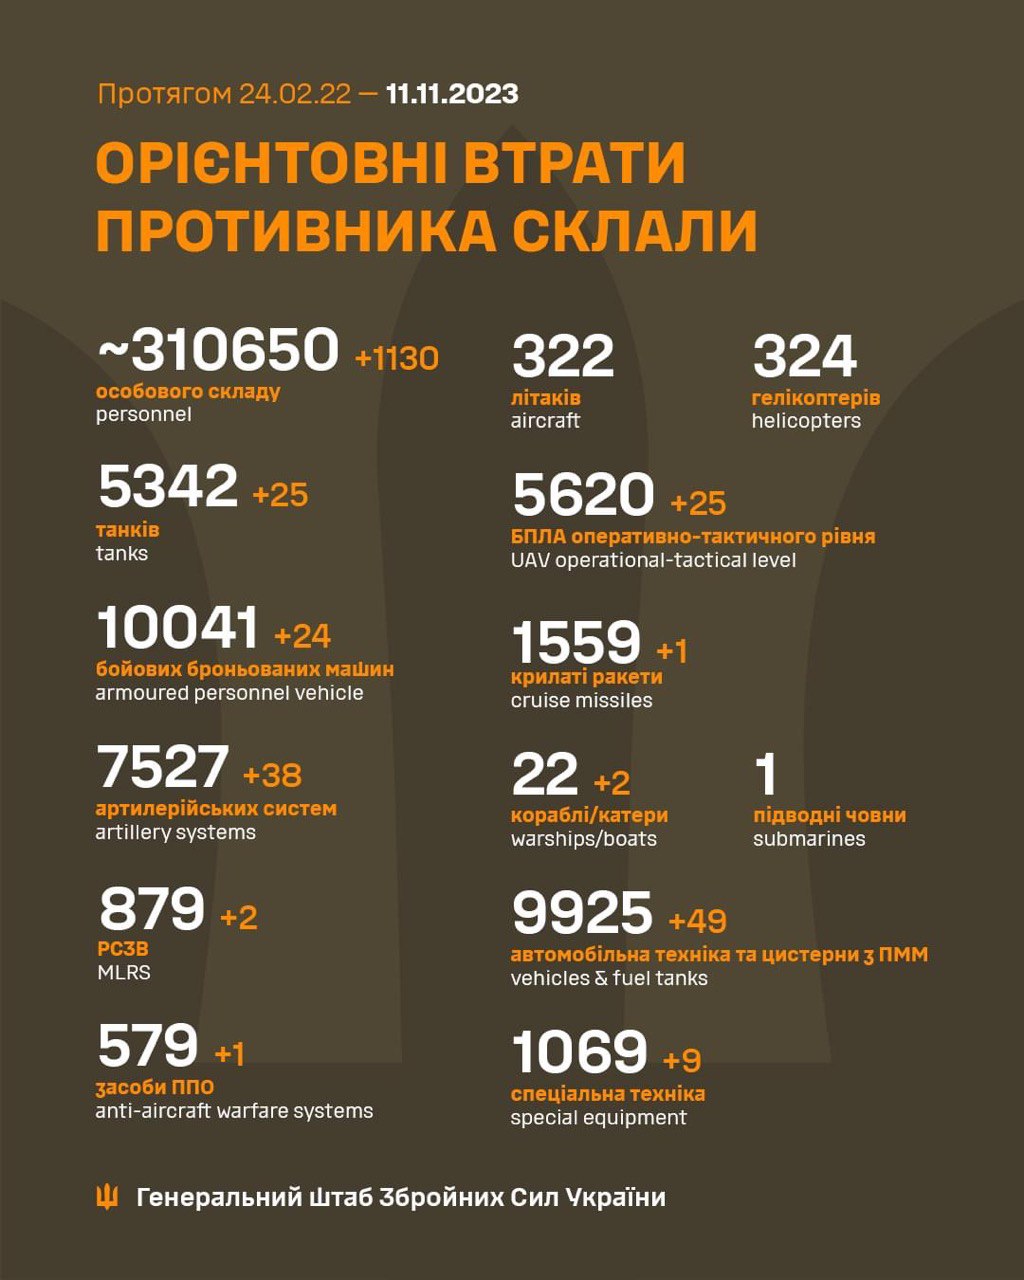 Протягом 24.02.22 — 11.11.2023
ОРІЄНТОВНІ ВТРАТИ
ПРОТИВНИКА СКЛАЛИ
~310650 +1130
особового складу
personnel
322
літаків
aircraft
324
гелікоптерів
helicopters
5342 +25
танків
tanks
5620 +25
БПЛА оперативно-тактичного рівня
UAV operational-tactical level
10041 +24
бойових броньованих машин
armoured personnel vehicle
1559 +1
крилаті ракети
cruise missiles
7527 +38
артилерійських систем
artillery systems
22 +2
кораблі/катери
warships/boats
1
підводні човни
submarines
879 +2
РСЗВ
MLRS
9925 +49
автомобільна техніка та цистерни з ПММ
vehicles & fuel tanks
579 +1
засоби ППО
anti-aircraft warfare systems
1069 +9
спеціальна техніка
special equipment
Генеральний штаб Збройних Сил України